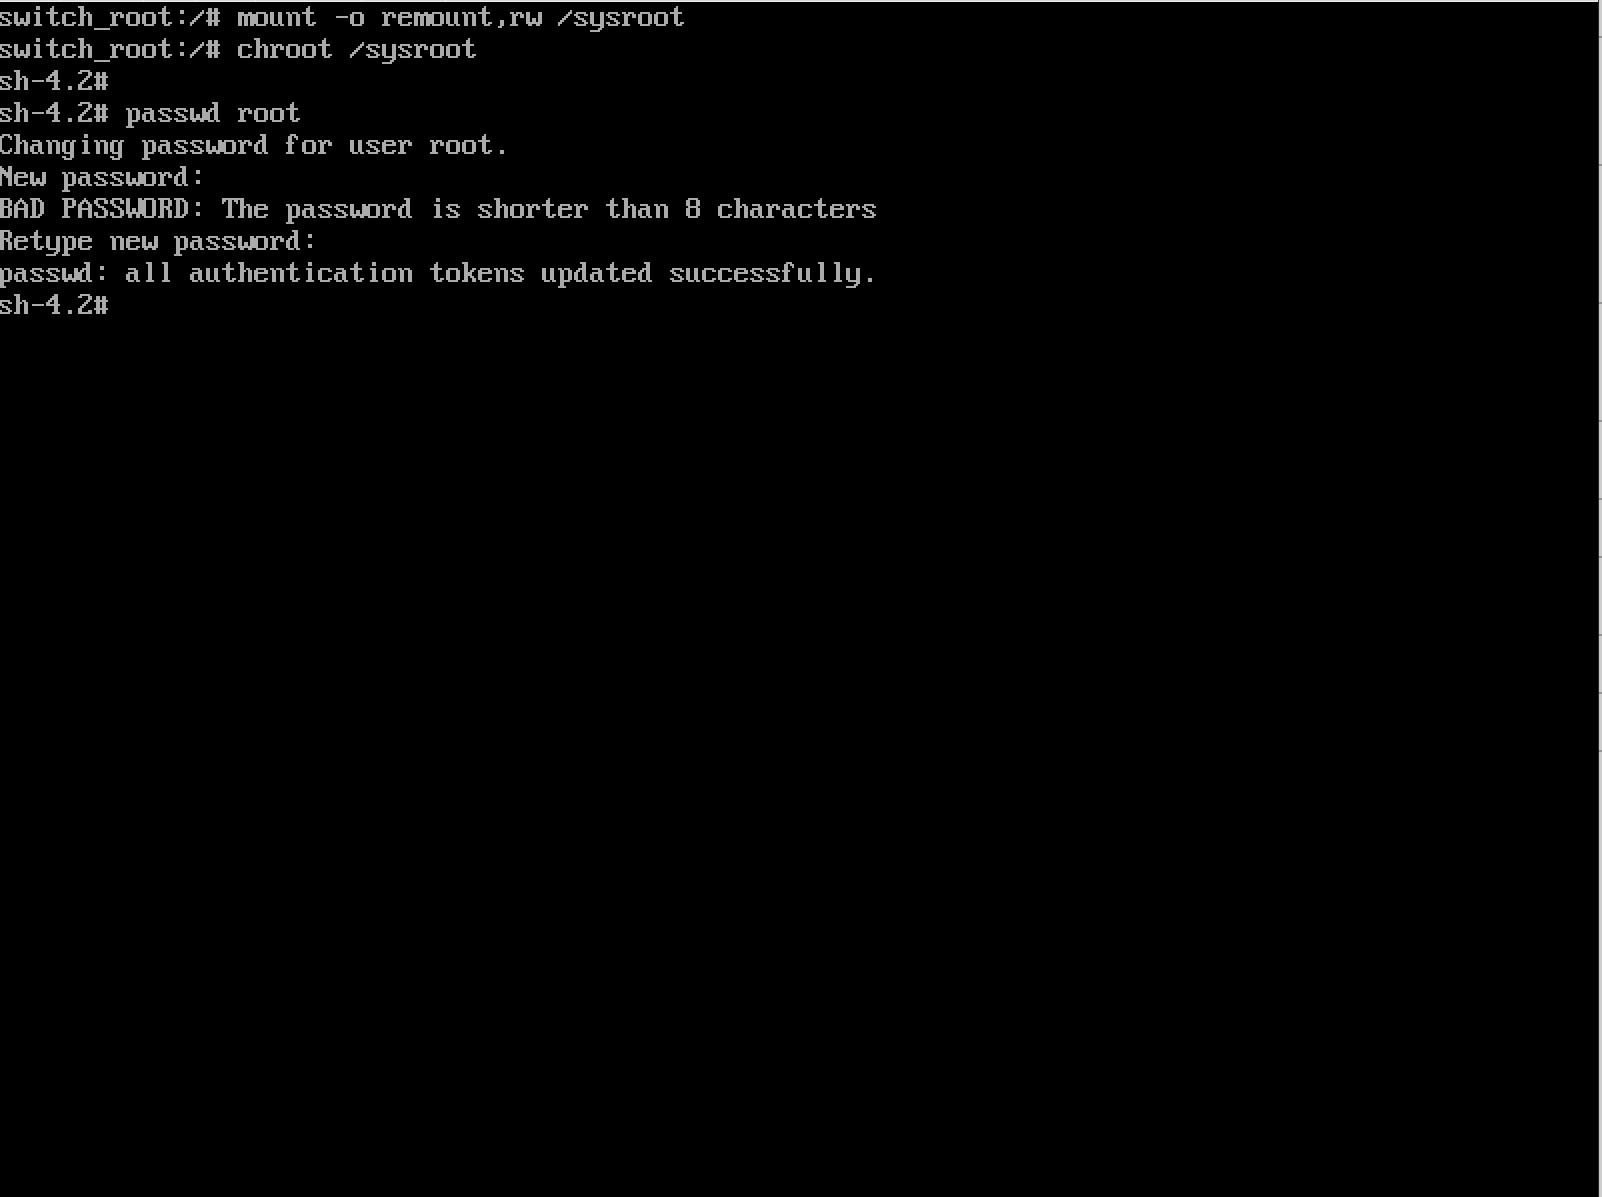 switch_root:/# mount -o remount,rw /sysroot
switch_root:/# chroot /sysroot
sh-4.2#
sh-4.2# passwd root
Changing password for user root.
New password:
BAD PASSWORD: The password is shorter than 8 characters
Retype new password:
passwd: all authentication tokens updated successfully.
sh-4.2#